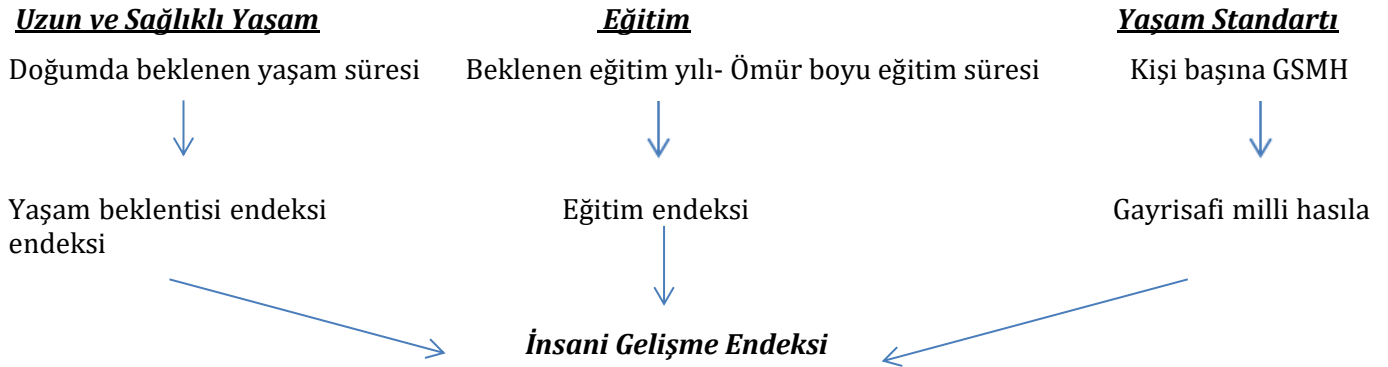 Uzun ve Sağlıklı Yaşam Eğitim Yaşam Standartı
Doğumda beklenen yaşam süresi Beklenen eğitim yılı- Ömür boyu eğitim süresi Kişi başına GSMH
Yaşam beklentisi endeksi Eğitim endeksi Gayrisafi milli hasıla
endeksi
İnsani Gelişme Endeksi